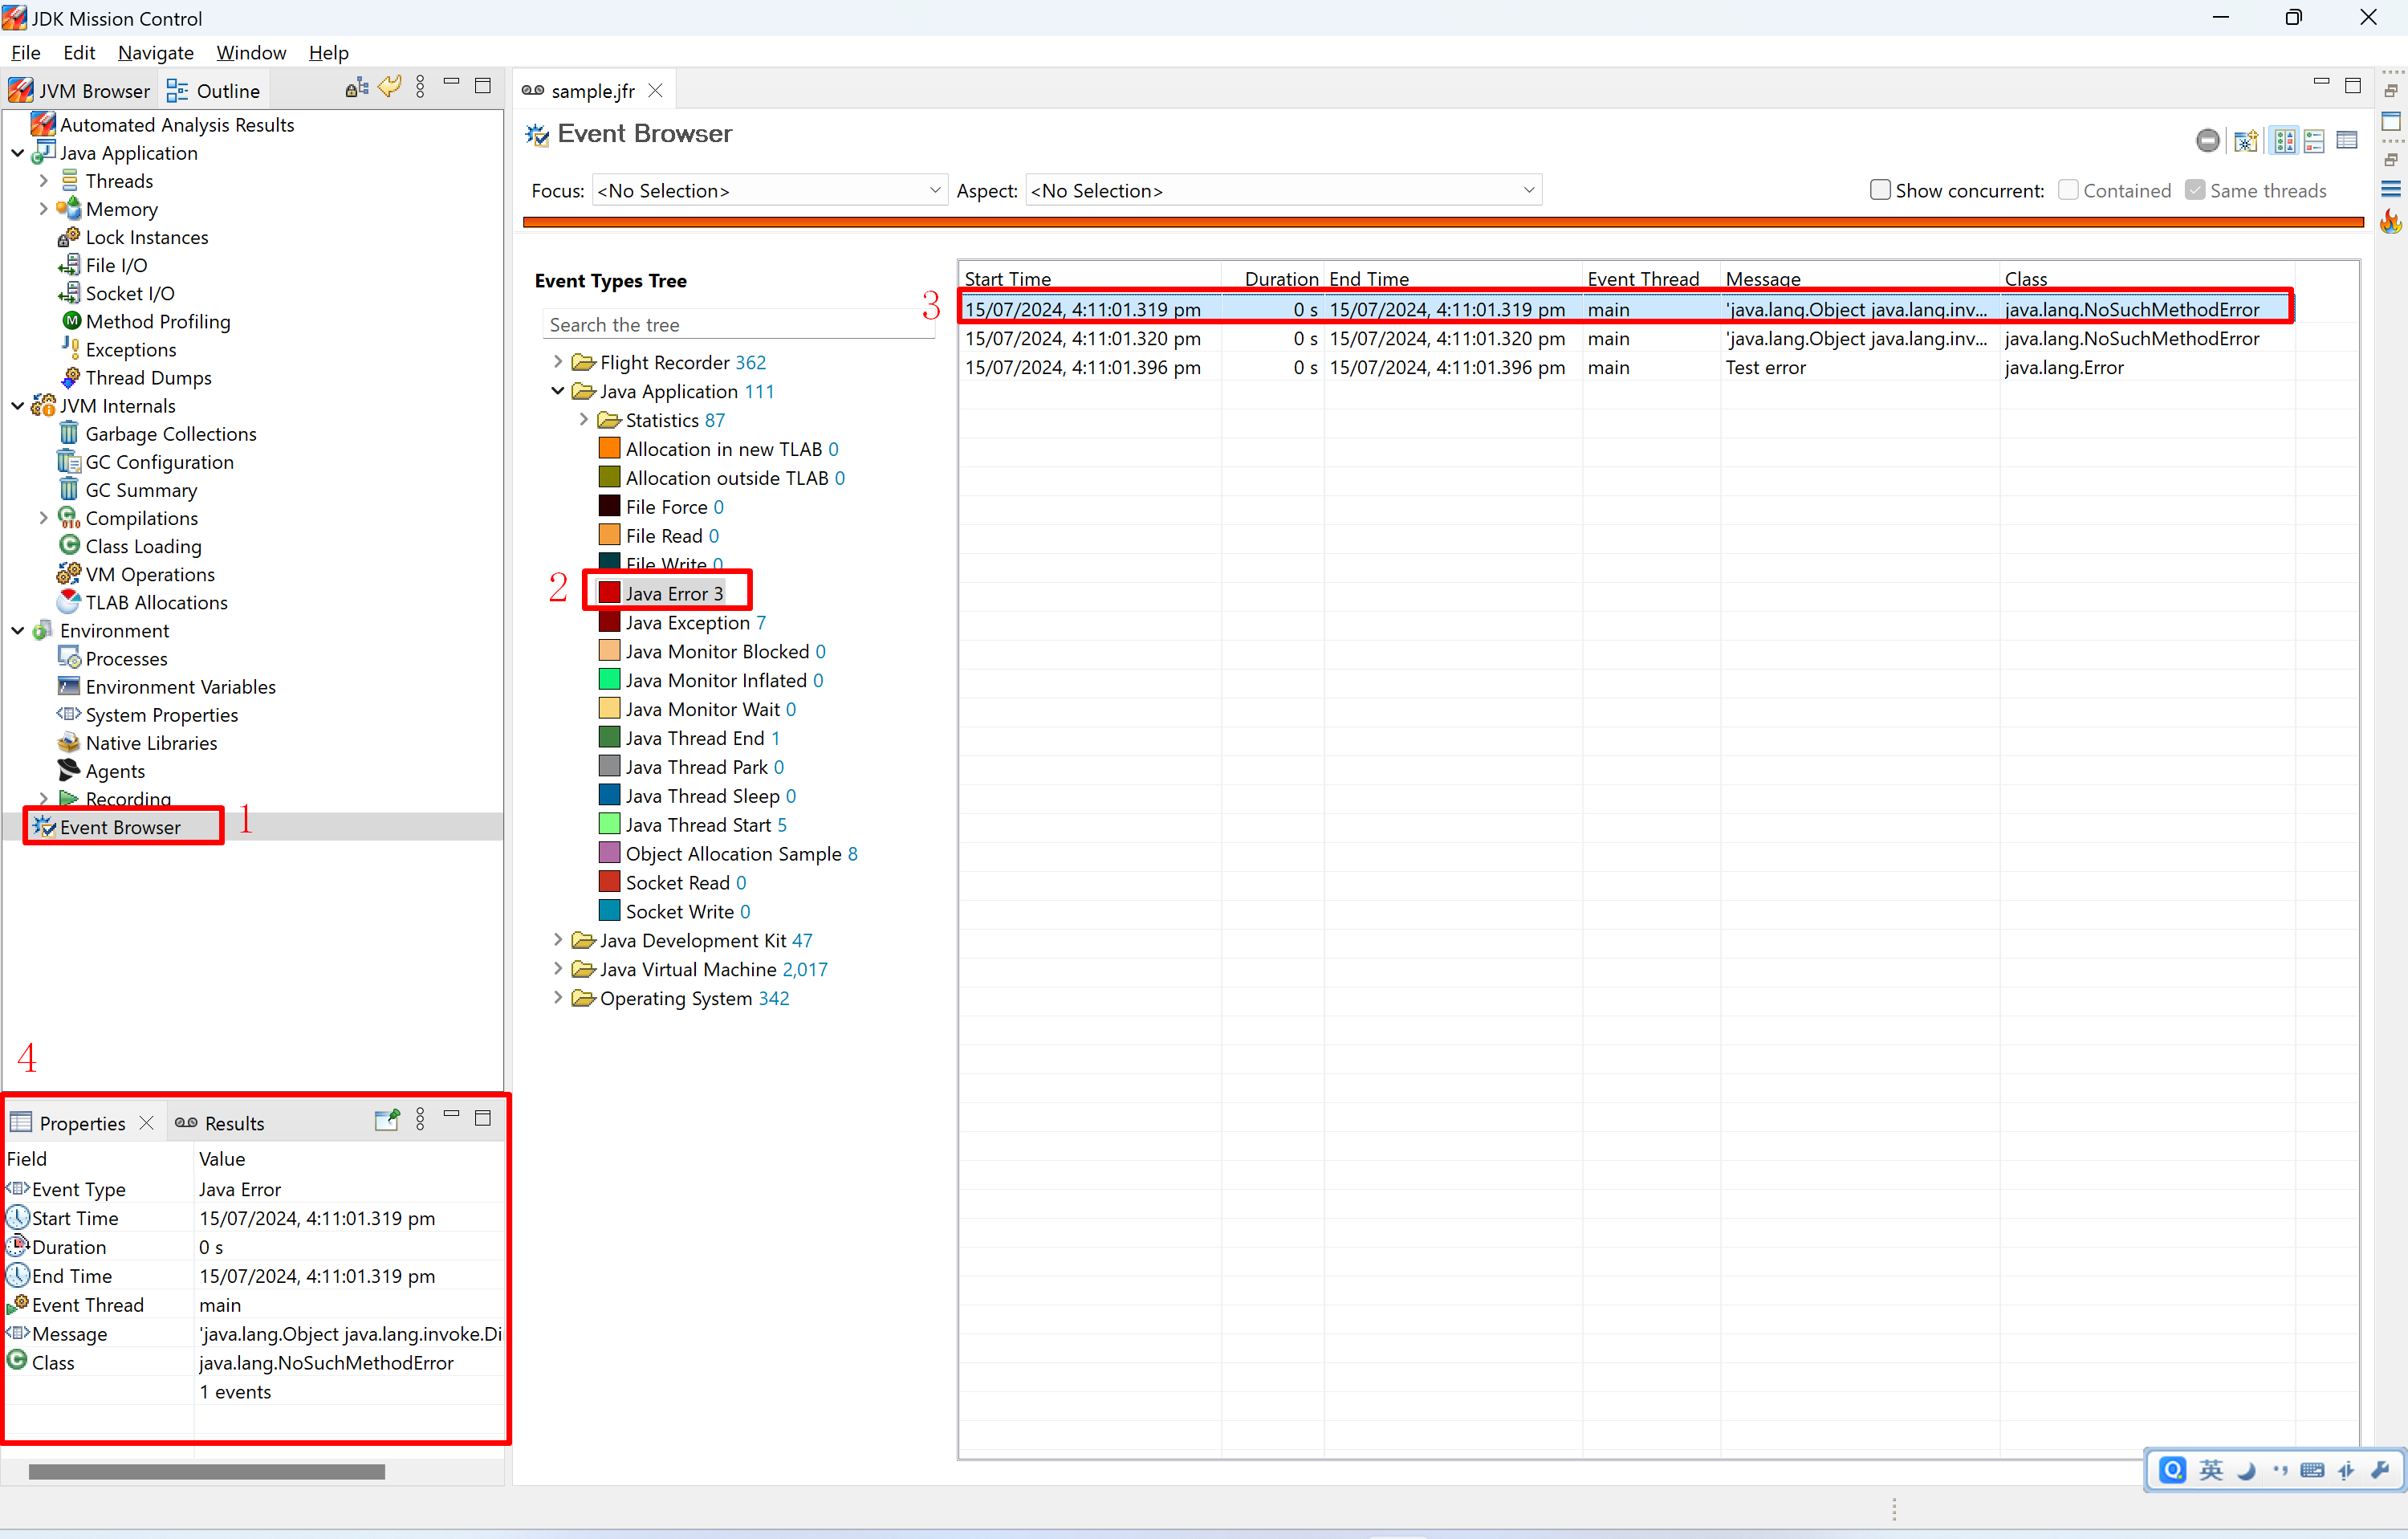 JDK Mission Control
File Edit Navigate Window Help
JVM Browser Outline
Automated Analysis Results
Java Application
Threads
Memory
Lock Instances
File I/O
Socket I/O
Method Profiling
Exceptions
Thread Dumps
JVM Internals
Garbage Collections
GC Configuration
GC Summary
Compilations
Class Loading
VM Operations
TLAB Allocations
Environment
Processes
Environment Variables
System Properties
Native Libraries
Agents
Recording
Event Browser 1
4
Properties Results
Field Value
Event Type Java Error
Start Time 15/07/2024, 4:11:01.319 pm
Duration 0 s
End Time 15/07/2024, 4:11:01.319 pm
Event Thread main
Message 'java.lang.Object java.lang.invoke.Di
Class java.lang.NoSuchMethodError
1 events
sample.jfr
Event Browser
Focus: <No Selection> Aspect: <No Selection> Show concurrent: Contained Same threads
Event Types Tree
Search the tree
Flight Recorder 362
Java Application 111
Statistics 87
Allocation in new TLAB 0
Allocation outside TLAB 0
File Force 0
File Read 0
File Write 0
2 Java Error 3
Java Exception 7
Java Monitor Blocked 0
Java Monitor Inflated 0
Java Monitor Wait 0
Java Thread End 1
Java Thread Park 0
Java Thread Sleep 0
Java Thread Start 5
Object Allocation Sample 8
Socket Read 0
Socket Write 0
Java Development Kit 47
Java Virtual Machine 2,017
Operating System 342
Start Time Duration End Time Event Thread Message Class
3 15/07/2024, 4:11:01.319 pm 0 s 15/07/2024, 4:11:01.319 pm main 'java.lang.Object java.lang.inv... java.lang.NoSuchMethodError
15/07/2024, 4:11:01.320 pm 0 s 15/07/2024, 4:11:01.320 pm main 'java.lang.Object java.lang.inv... java.lang.NoSuchMethodError
15/07/2024, 4:11:01.396 pm 0 s 15/07/2024, 4:11:01.396 pm main Test error java.lang.Error
英